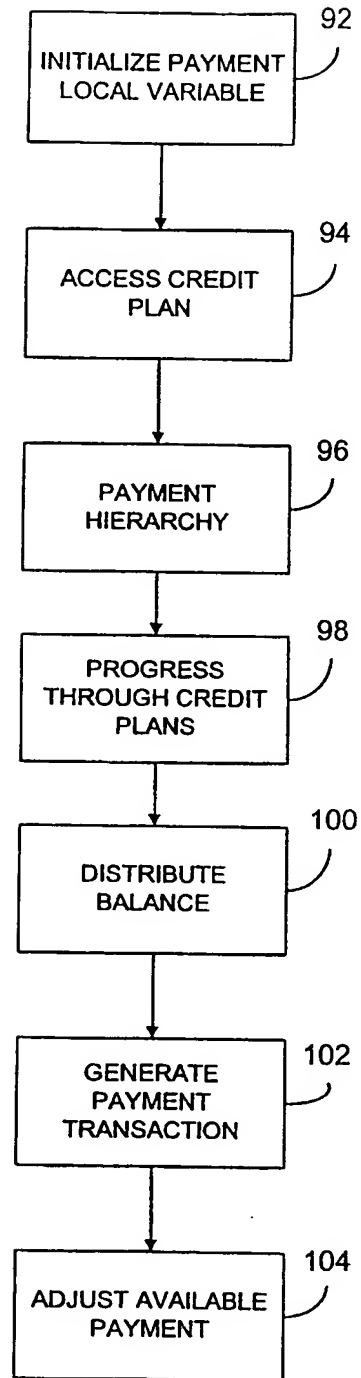 92
INITIALIZE PAYMENT
LOCAL VARIABLE
94
ACCESS CREDIT
PLAN
96
PAYMENT
HIERARCHY
98
PROGRESS
THROUGH CREDIT
PLANS
100
DISTRIBUTE
BALANCE
102
GENERATE
PAYMENT
TRANSACTION
104
ADJUST AVAILABLE
PAYMENT